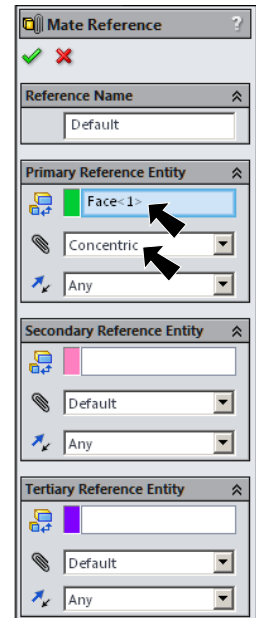 Mate Reference ?
Reference Name
Default
Primary Reference Entity
Face<1>
Concentric
Any
Secondary Reference Entity
Default
Any
Tertiary Reference Entity
Default
Any